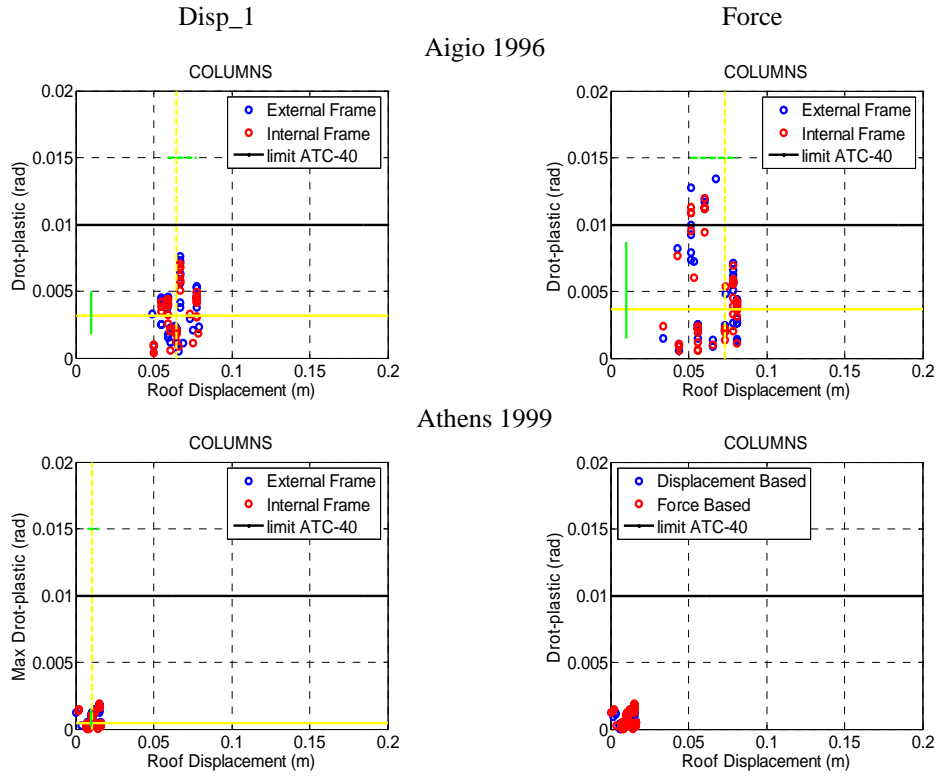 Disp_1 Force
Aigio 1996
COLUMNS COLUMNS
0.02 0.02
External Frame External Frame
Internal Frame Internal Frame
limit ATC-40 limit ATC-40
0.015 0.015
Drot-plastic (rad) Drot-plastic (rad)
0.01 0.01
0.005 0.005
0 0
0 0.05 0.1 0.15 0.2 0 0.05 0.1 0.15 0.2
Roof Displacement (m) Roof Displacement (m)
Athens 1999
COLUMNS COLUMNS
0.02 0.02
External Frame Displacement Based
Internal Frame Force Based
limit ATC-40 limit ATC-40
0.015 0.015
Max Drot-plastic (rad) Drot-plastic (rad)
0.01 0.01
0.005 0.005
0 0
0 0.05 0.1 0.15 0.2 0 0.05 0.1 0.15 0.2
Roof Displacement (m) Roof Displacement (m)